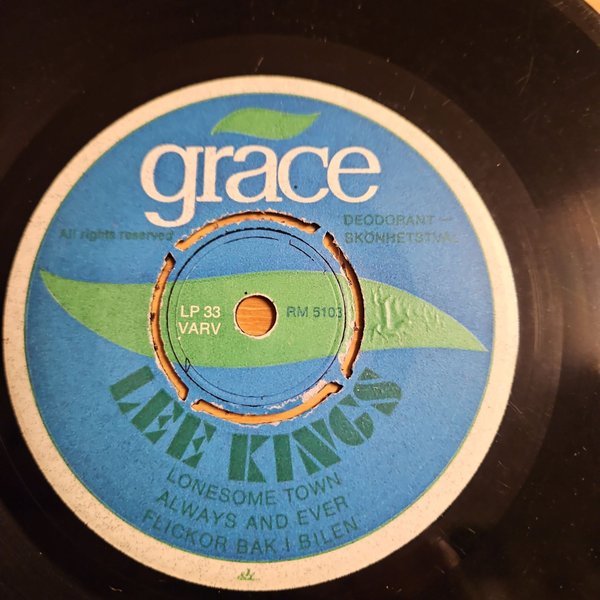 grace
All rights reserved
DEODORANT
SKÖNHETSTVÅL
LP 33
VARV
RM 5103
LEE KINGS
LONESOME TOWN
ALWAYS AND EVER
FLICKOR BAK I BILEN